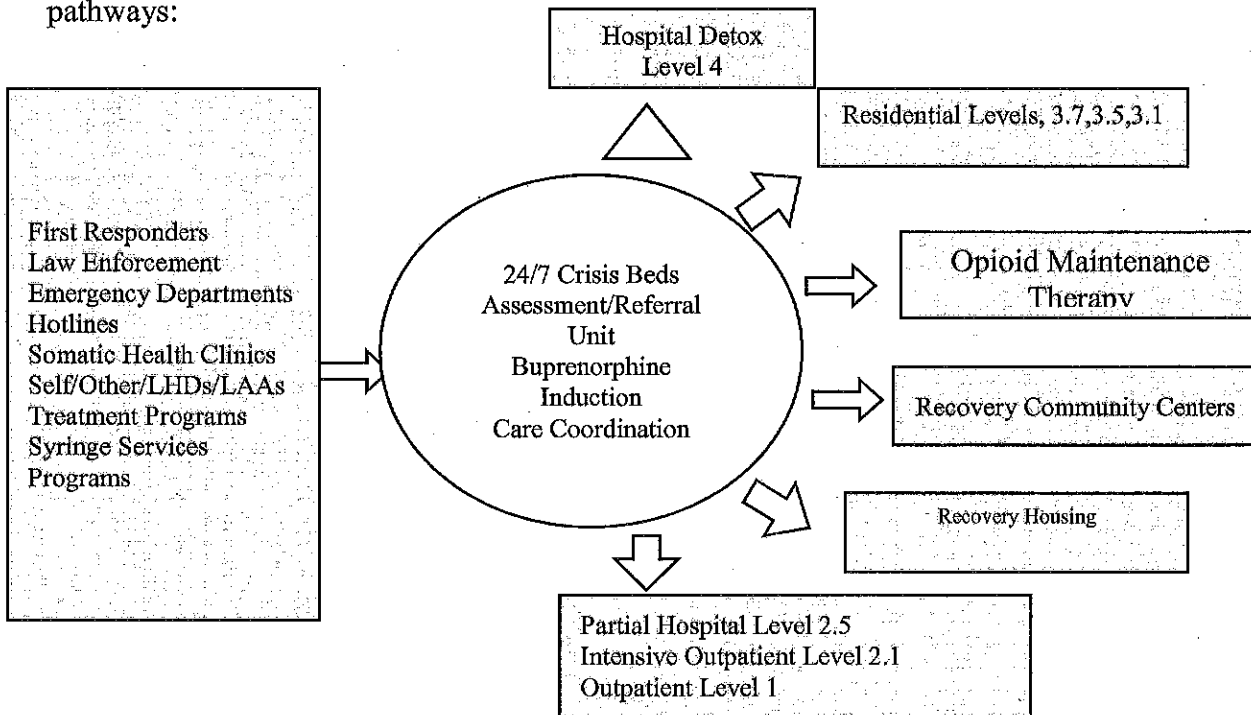 pathways:
Hospital Detox
Level 4
Residential Levels, 3.7,3.5,3.1
First Responders
Law Enforcement
Emergency Departments
Hotlines
Somatic Health Clinics
Self/Other/LHDs/LAAs
Treatment Programs
Syringe Services
Programs
24/7 Crisis Beds
Assessment/Referral
Unit
Buprenorphine
Induction
Care Coordination
Opioid Maintenance
Therapy
Recovery Community Centers
Recovery Housing
Partial Hospital Level 2.5
Intensive Outpatient Level 2.1
Outpatient Level 1